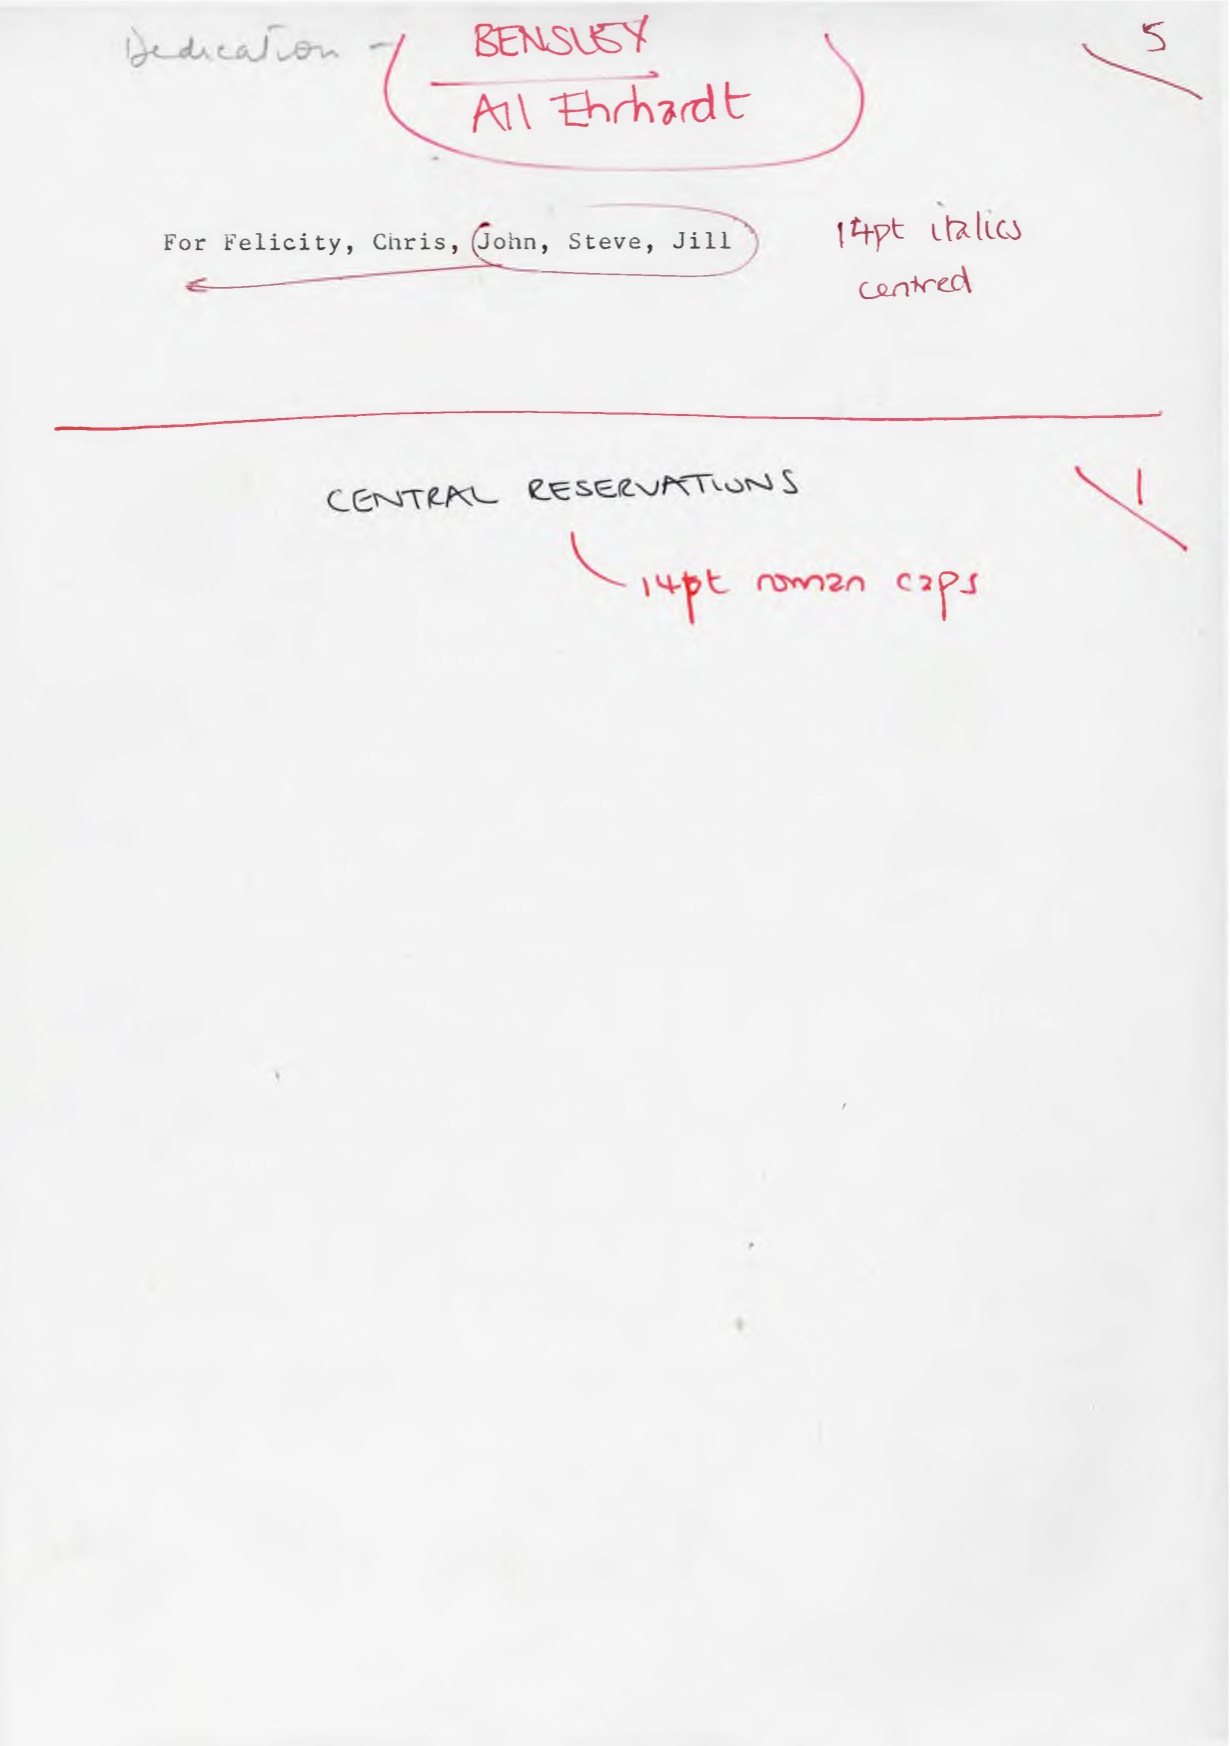 Dedication - BENSLEY 5
All Ehrhardt
For Felicity, Chris, John, Steve, Jill 14pt italics
centred
CENTRAL RESERVATIONS 1
14pt roman caps